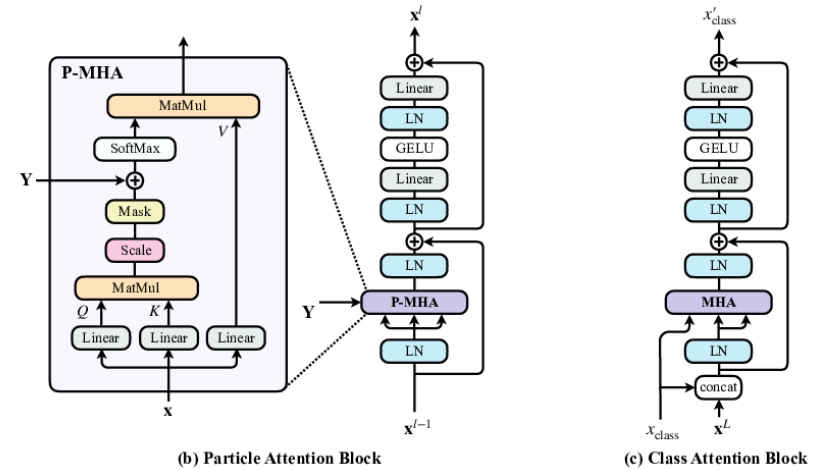 P-MHA
MatMul
V
SoftMax
Y
Mask
Scale
MatMul
Q
K
Linear
Linear
Linear
x
x^l
Linear
LN
GELU
Linear
LN
LN
Y
P-MHA
LN
x^{l−1}
(b) Particle Attention Block
x′_class
Linear
LN
GELU
Linear
LN
LN
MHA
LN
concat
x_class
x^L
(c) Class Attention Block